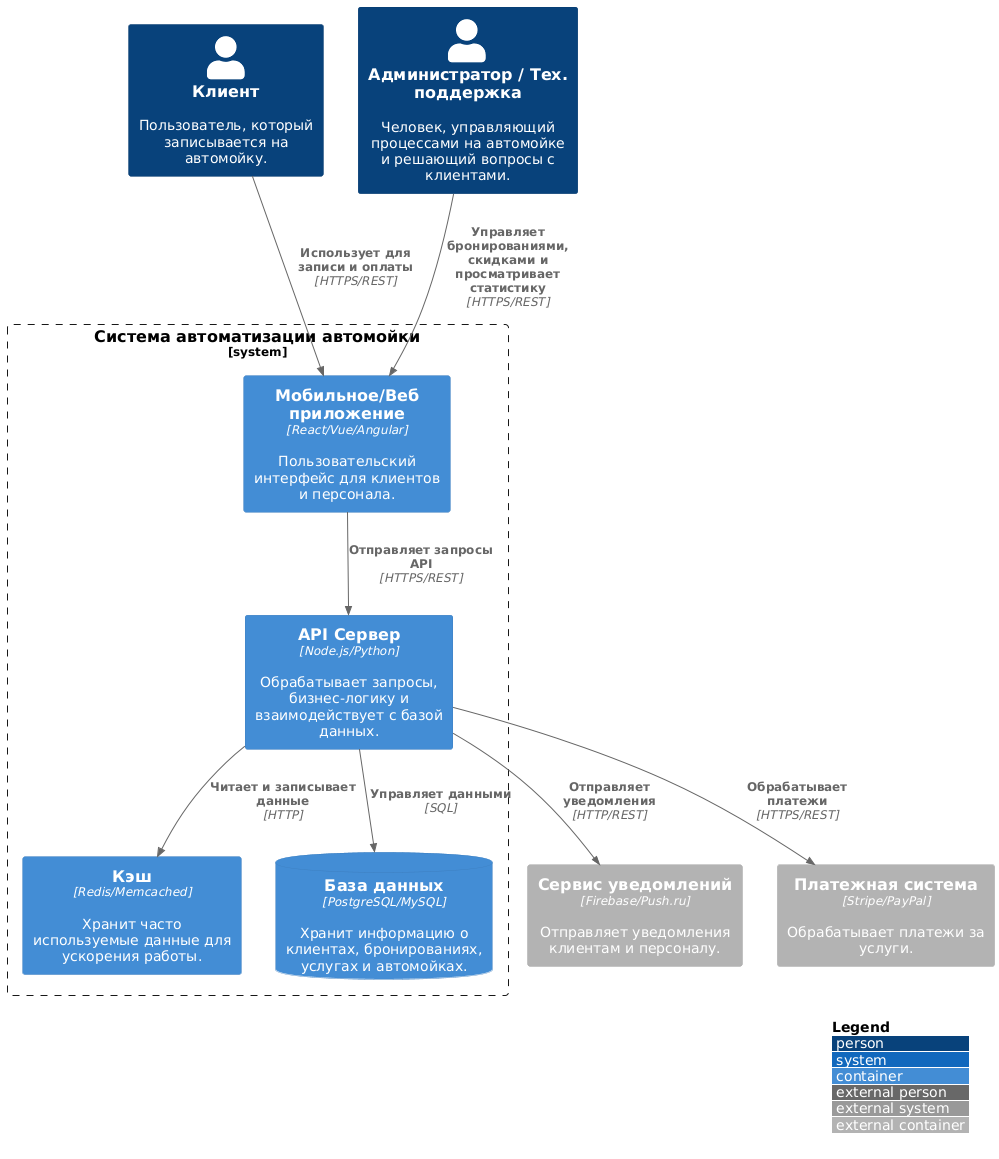 Клиент
Пользователь, который
записывается на
автомойку.
Администратор / Тех.
поддержка
Человек, управляющий
процессами на автомойке
и решающий вопросы с
клиентами.
Использует для
записи и оплаты
[HTTPS/REST]
Управляет
бронированиями,
скидками и
просматривает
статистику
[HTTPS/REST]
Система автоматизации автомойки
[system]
Мобильное/Веб
приложение
[React/Vue/Angular]
Пользовательский
интерфейс для клиентов
и персонала.
Отправляет запросы
API
[HTTPS/REST]
API Сервер
[Node.js/Python]
Обрабатывает запросы,
бизнес-логику и
взаимодействует с базой
данных.
Читает и записывает
данные
[HTTP]
Управляет данными
[SQL]
Отправляет
уведомления
[HTTP/REST]
Обрабатывает
платежи
[HTTPS/REST]
Кэш
[Redis/Memcached]
Хранит часто
используемые данные для
ускорения работы.
База данных
[PostgreSQL/MySQL]
Хранит информацию о
клиентах, бронированиях,
услугах и автомойках.
Сервис уведомлений
[Firebase/Push.ru]
Отправляет уведомления
клиентам и персоналу.
Платежная система
[Stripe/PayPal]
Обрабатывает платежи за
услуги.
Legend
person
system
container
external person
external system
external container